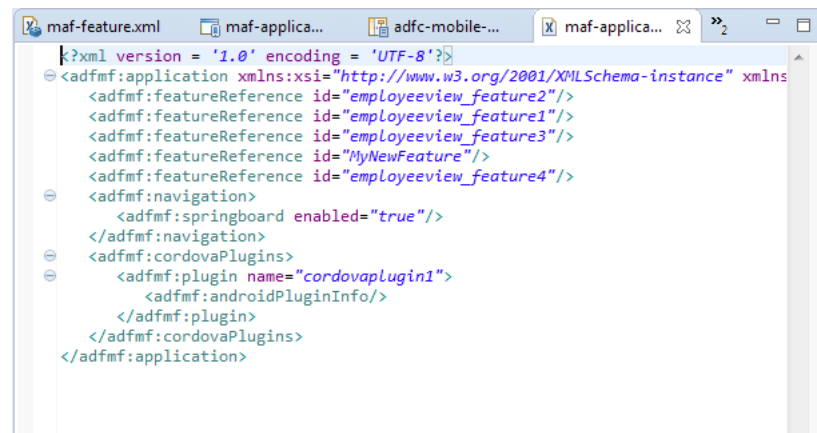 maf-feature.xml maf-applica... adfc-mobile-... maf-applica... »2
<?xml version = '1.0' encoding = 'UTF-8'?>
<adfmf:application xmlns:xsi="http://www.w3.org/2001/XMLSchema-instance" xmlns
<adfmf:featureReference id="employeeview_feature2"/>
<adfmf:featureReference id="employeeview_feature1"/>
<adfmf:featureReference id="employeeview_feature3"/>
<adfmf:featureReference id="MyNewFeature"/>
<adfmf:featureReference id="employeeview_feature4"/>
<adfmf:navigation>
<adfmf:springboard enabled="true"/>
</adfmf:navigation>
<adfmf:cordovaPlugins>
<adfmf:plugin name="cordovaplugin1">
<adfmf:androidPluginInfo/>
</adfmf:plugin>
</adfmf:cordovaPlugins>
</adfmf:application>